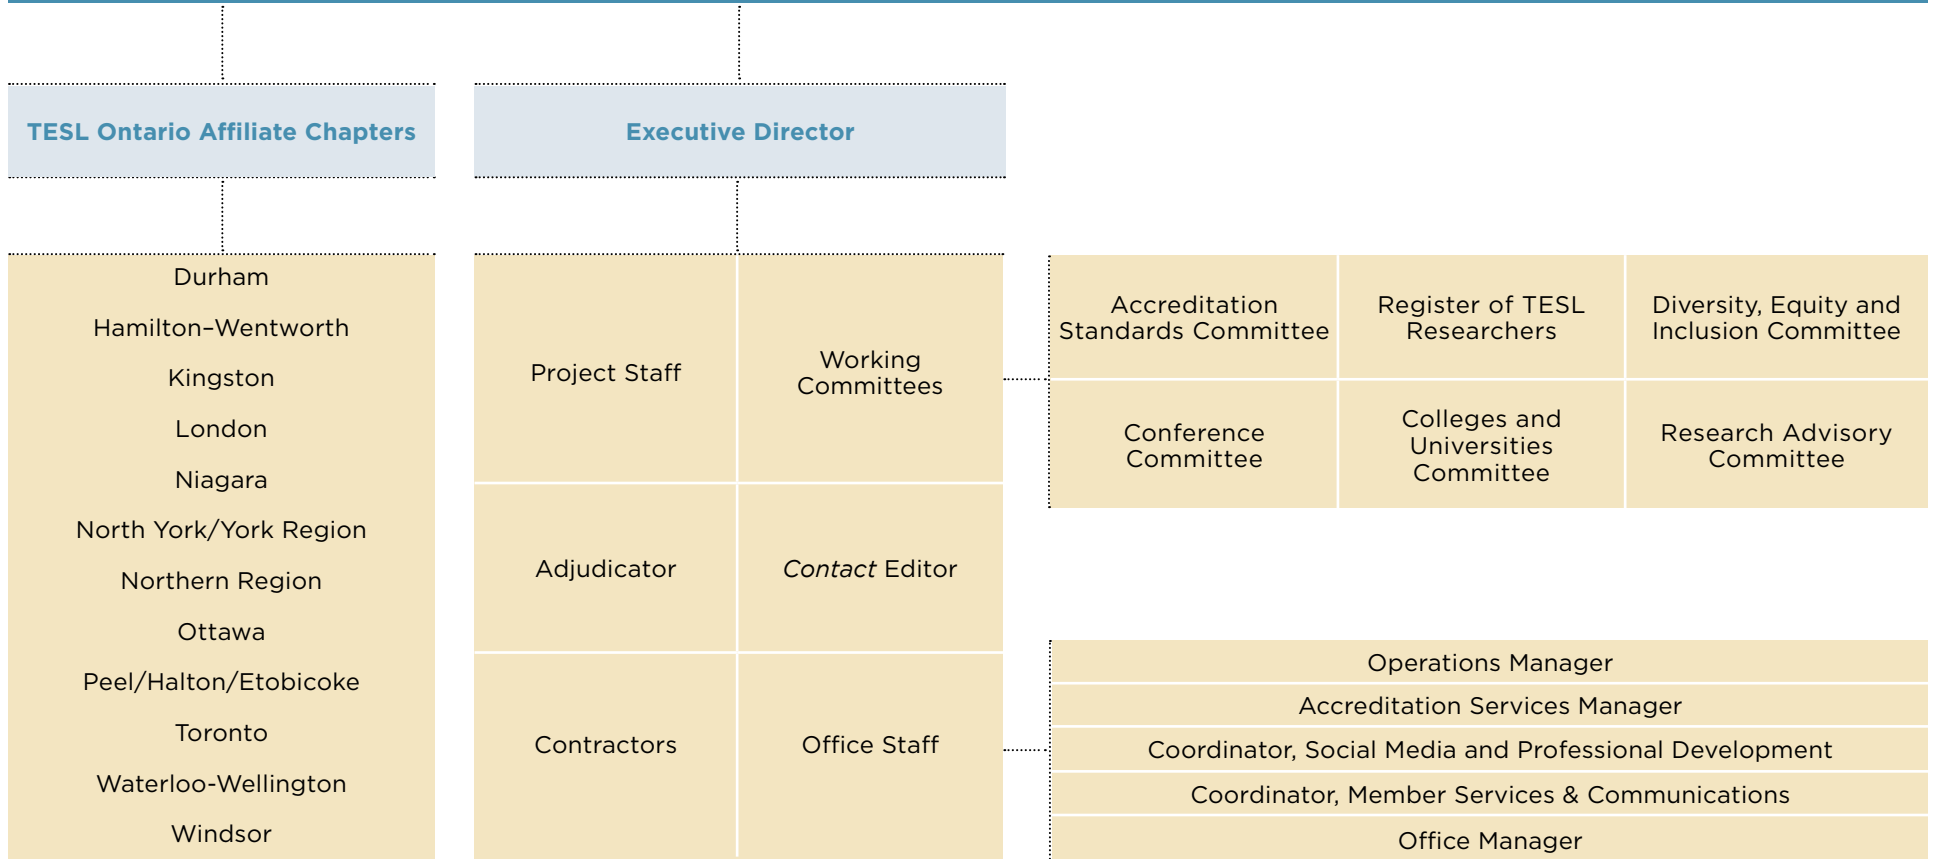 TESL Ontario Affiliate Chapters
Executive Director
Durham
Hamilton–Wentworth
Kingston
London
Niagara
North York/York Region
Northern Region
Ottawa
Peel/Halton/Etobicoke
Toronto
Waterloo-Wellington
Windsor
Project Staff
Working
Committees
Adjudicator
Contact Editor
Contractors
Office Staff
Accreditation
Standards Committee
Register of TESL
Researchers
Diversity, Equity and
Inclusion Committee
Conference
Committee
Colleges and
Universities
Committee
Research Advisory
Committee
Operations Manager
Accreditation Services Manager
Coordinator, Social Media and Professional Development
Coordinator, Member Services & Communications
Office Manager